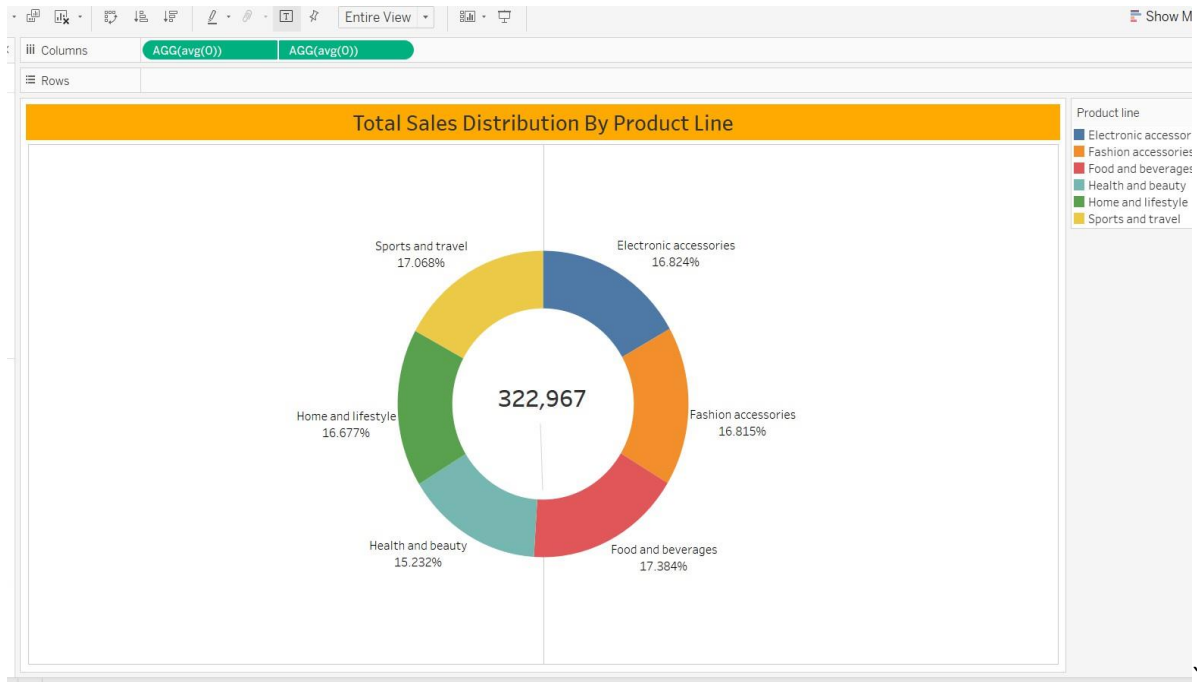 Entire View
Show M
iii Columns
AGG(avg(0))
AGG(avg(0))
Rows
Total Sales Distribution By Product Line
Product line
Electronic accessor
Fashion accessories
Food and beverages
Health and beauty
Home and lifestyle
Sports and travel
Sports and travel
17.068%
Electronic accessories
16.824%
322,967
Home and lifestyle
16.677%
Fashion accessories
16.815%
Health and beauty
15.232%
Food and beverages
17.384%